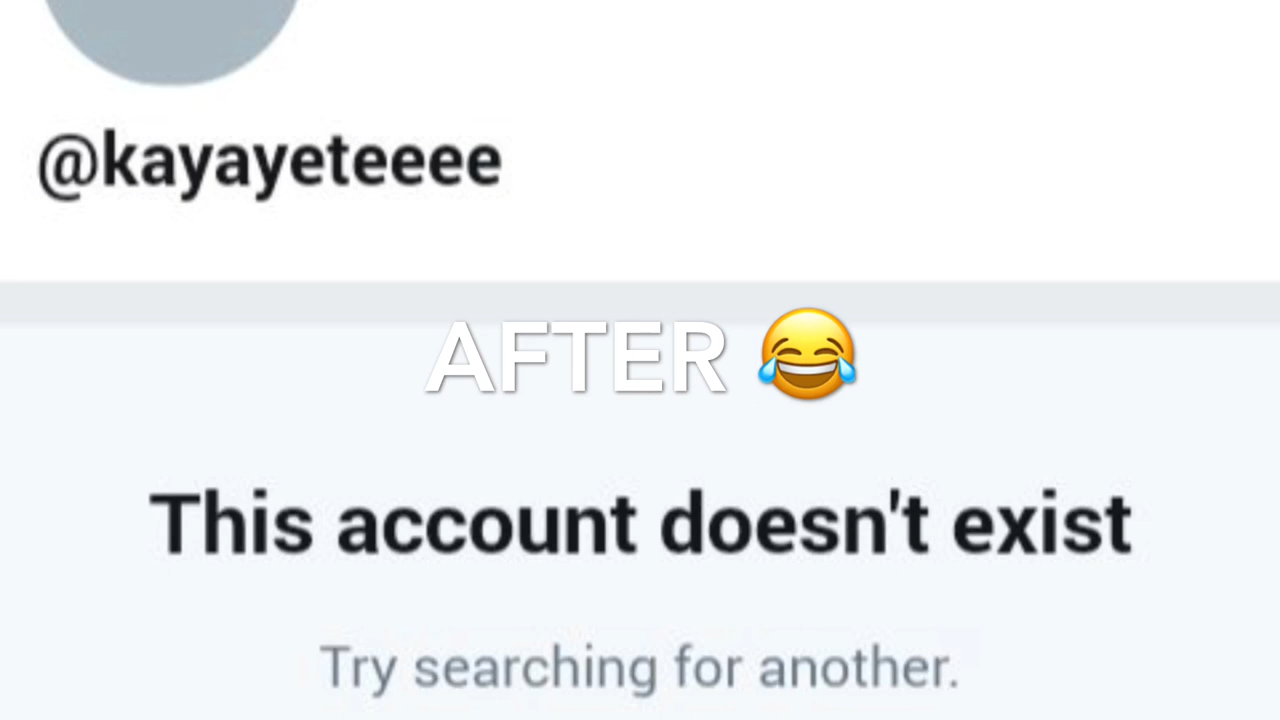 @kayayeteeee
AFTER 😂
This account doesn't exist
Try searching for another.